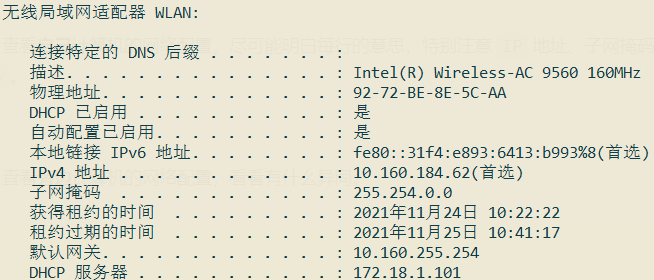 无线局域网适配器 WLAN:
连接特定的 DNS 后缀 . . . . . . . :
描述. . . . . . . . . . . . . . . : Intel(R) Wireless-AC 9560 160MHz
物理地址. . . . . . . . . . . . . : 92-72-BE-8E-5C-AA
DHCP 已启用 . . . . . . . . . . . : 是
自动配置已启用. . . . . . . . . . : 是
本地链接 IPv6 地址. . . . . . . . : fe80::31f4:e893:6413:b993%8(首选)
IPv4 地址 . . . . . . . . . . . . : 10.160.184.62(首选)
子网掩码 . . . . . . . . . . . . : 255.254.0.0
获得租约的时间 . . . . . . . . . : 2021年11月24日 10:22:22
租约过期的时间 . . . . . . . . . : 2021年11月25日 10:41:17
默认网关. . . . . . . . . . . . . : 10.160.255.254
DHCP 服务器 . . . . . . . . . . . : 172.18.1.101